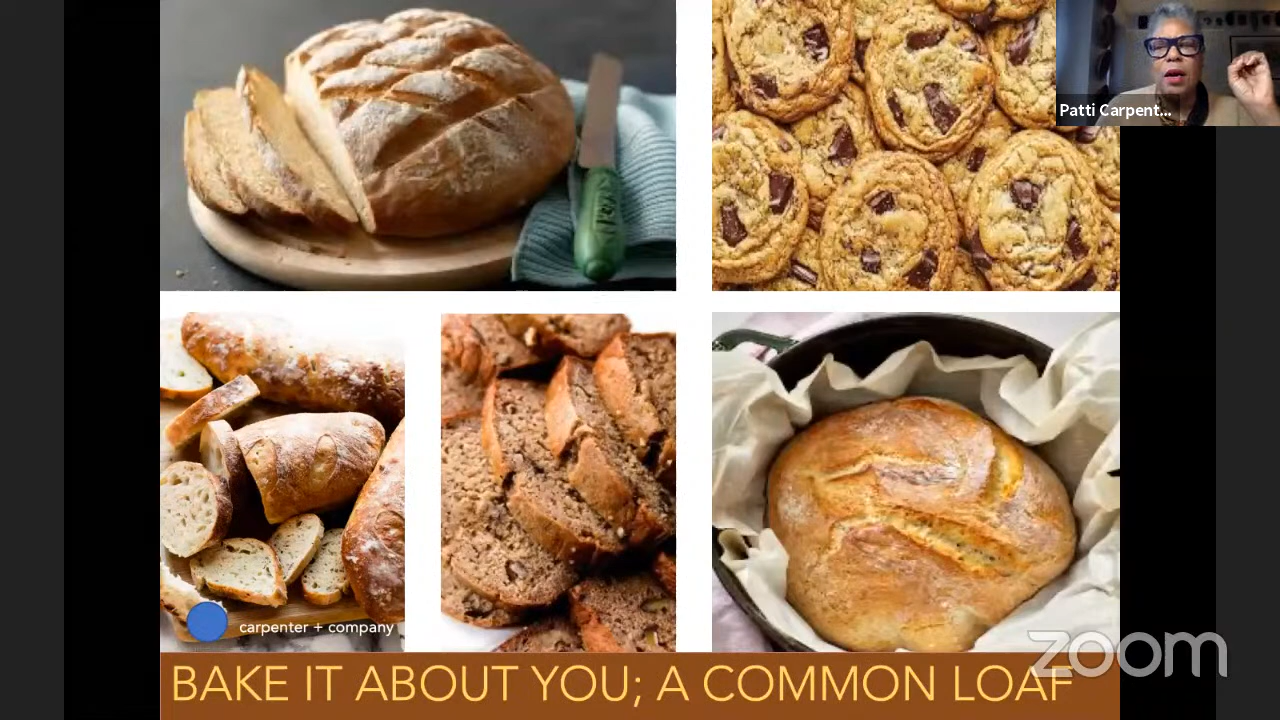 Patti Carpent...
carpenter + company
zoom
BAKE IT ABOUT YOU; A COMMON LOAF